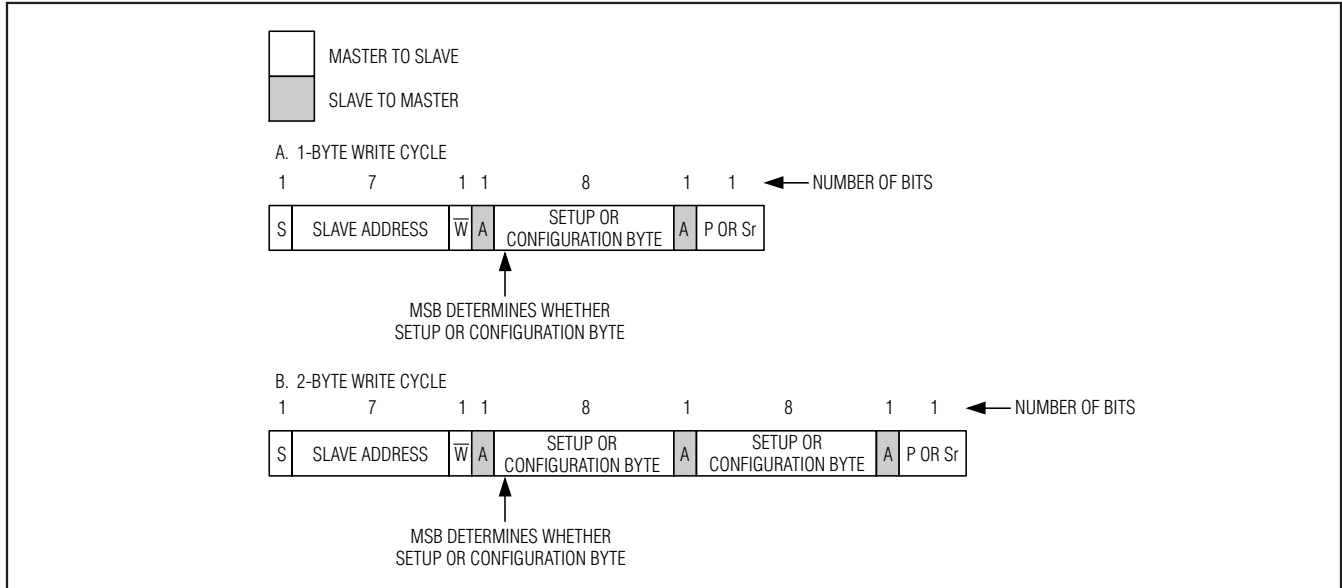 MASTER TO SLAVE
SLAVE TO MASTER
A. 1-BYTE WRITE CYCLE
1 7 1 1 8 1 1 NUMBER OF BITS
S SLAVE ADDRESS W̅ A SETUP OR CONFIGURATION BYTE A P OR Sr
MSB DETERMINES WHETHER
SETUP OR CONFIGURATION BYTE
B. 2-BYTE WRITE CYCLE
1 7 1 1 8 1 8 1 1 NUMBER OF BITS
S SLAVE ADDRESS W̅ A SETUP OR CONFIGURATION BYTE A SETUP OR CONFIGURATION BYTE A P OR Sr
MSB DETERMINES WHETHER
SETUP OR CONFIGURATION BYTE